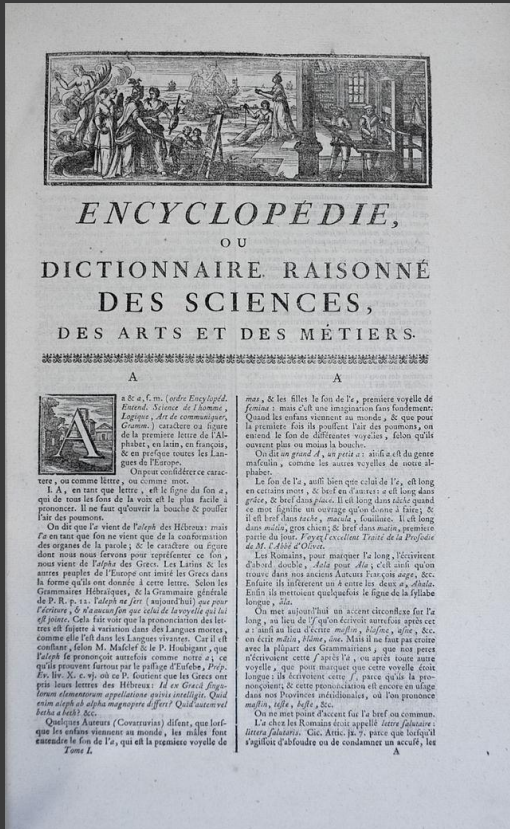 ENCYCLOPÉDIE,
OU
DICTIONNAIRE RAISONNÉ
DES SCIENCES,
DES ARTS ET DES MÉTIERS.
A
A
a & a, ſ. m. (ordre Encyclopéd.
Entend. Science de l'homme,
Logique, Art de communiquer,
Gramm.) caractere ou figure
de la premiere lettre de l'Al-
phabet, en latin, en françois,
& en preſque toutes les Lan-
gues de l'Europe.
On peut conſidérer ce carac-
tere, ou comme lettre, ou comme mot.
I. A, en tant que lettre, eſt le ſigne du ſon a,
qui de tous les ſons de la voix eſt le plus facile à
prononcer. Il ne faut qu'ouvrir la bouche & pouſſer
l'air des poumons.
On dit que l'a vient de l'aleph des Hébreux: mais
l'a en tant que ſon ne vient que de la conformation
des organes de la parole; & le caractere ou figure
dont nous nous ſervons pour repréſenter ce ſon,
nous vient de l'alpha des Grecs. Les Latins & les
autres peuples de l'Europe ont imité les Grecs dans
la forme qu'ils ont donnée à cette lettre. Selon les
Grammaires Hébraïques, & la Grammaire générale
de P. R. p. 12. l'aleph ne ſert (aujourd'hui) que pour
l'écriture, & n'a aucun ſon que celui de la voyelle qui lui
eſt jointe. Cela fait voir que la prononciation des let-
tres eſt ſujette à variation dans les Langues mortes,
comme elle l'eſt dans les Langues vivantes. Car il eſt
conſtant, ſelon M. Maſclef & le P. Houbigant, que
l'aleph ſe prononçoit autrefois comme notre a; ce
qu'ils prouvent ſurtout par le paſſage d'Euſebe, Prép.
Ev. liv. X. c. vj. où ce P. ſoutient que les Grecs ont
pris leurs lettres des Hébreux: Id ex Græcâ ſingu-
lorum elementorum appellatione quivis intelligit. Quid
enim aleph ab alpha magnopere differt? Quid autem vel
betha à beth? &c.
Quelques Auteurs (Covarruvias) diſent, que lorſ-
que les enfans viennent au monde, les mâles font
entendre le ſon de l'a, qui eſt la premiere voyelle de
Tome I.
mas, & les filles le ſon de l'e, premiere voyelle de
femina: mais c'eſt une imagination ſans fondement.
Quand les enfans viennent au monde, & que pour
la premiere fois ils pouſſent l'air des poumons, on
entend le ſon de différentes voyelles, ſelon qu'ils
ouvrent plus ou moins la bouche.
On dit un grand A, un petit a: ainſi a eſt du genre
maſculin, comme les autres voyelles de notre al-
phabet.
Le ſon de l'a, auſſi bien que celui de l'e, eſt long
en certains mots, & bref en d'autres: a eſt long dans
grâce, & bref dans place. Il eſt long dans tâche quand
ce mot ſignifie un ouvrage qu'on donne à faire; &
il eſt bref dans tache, macula, ſouillure. Il eſt long
dans mâtin, gros chien; & bref dans matin, premiere
partie du jour. Voyez l'excellent Traité de la Proſodie
de M. l'Abbé d'Olivet.
Les Romains, pour marquer l'a long, l'écrivirent
d'abord double, Aala pour Ala; c'eſt ainſi qu'on
trouve dans nos anciens Auteurs François aage, &c.
Enſuite ils inſérerent un h entre les deux a, Ahala.
Enfin ils mettoient quelquefois le ſigne de la ſyllabe
longue, āla.
On met aujourd'hui un accent circonflexe ſur l'a
long, au lieu de l'ſ qu'on écrivoit autrefois après cet
a: ainſi au lieu d'écrire maſtin, blaſme, aſne, &c.
on écrit mâtin, blâme, âne. Mais il ne faut pas croire
avec la plûpart des Grammairiens, que nos peres
n'écrivoient cette ſ après l'a, ou après toute autre
voyelle, que pour marquer que cette voyelle étoit
longue: ils écrivoient cette ſ, parce qu'ils la pro-
nonçoient; & cette prononciation eſt encore en uſage
dans nos Provinces méridionales, où l'on prononce
maſtin, teſte, beſte, &c.
On ne met point d'accent ſur l'a bref ou commun.
L'a chez les Romains étoit appellé lettre ſalutaire:
littera ſalutaris. Cic. Attic. jx. 7. parce que lorſqu'il
s'agiſſoit d'abſoudre ou de condamner un accuſé, les
A